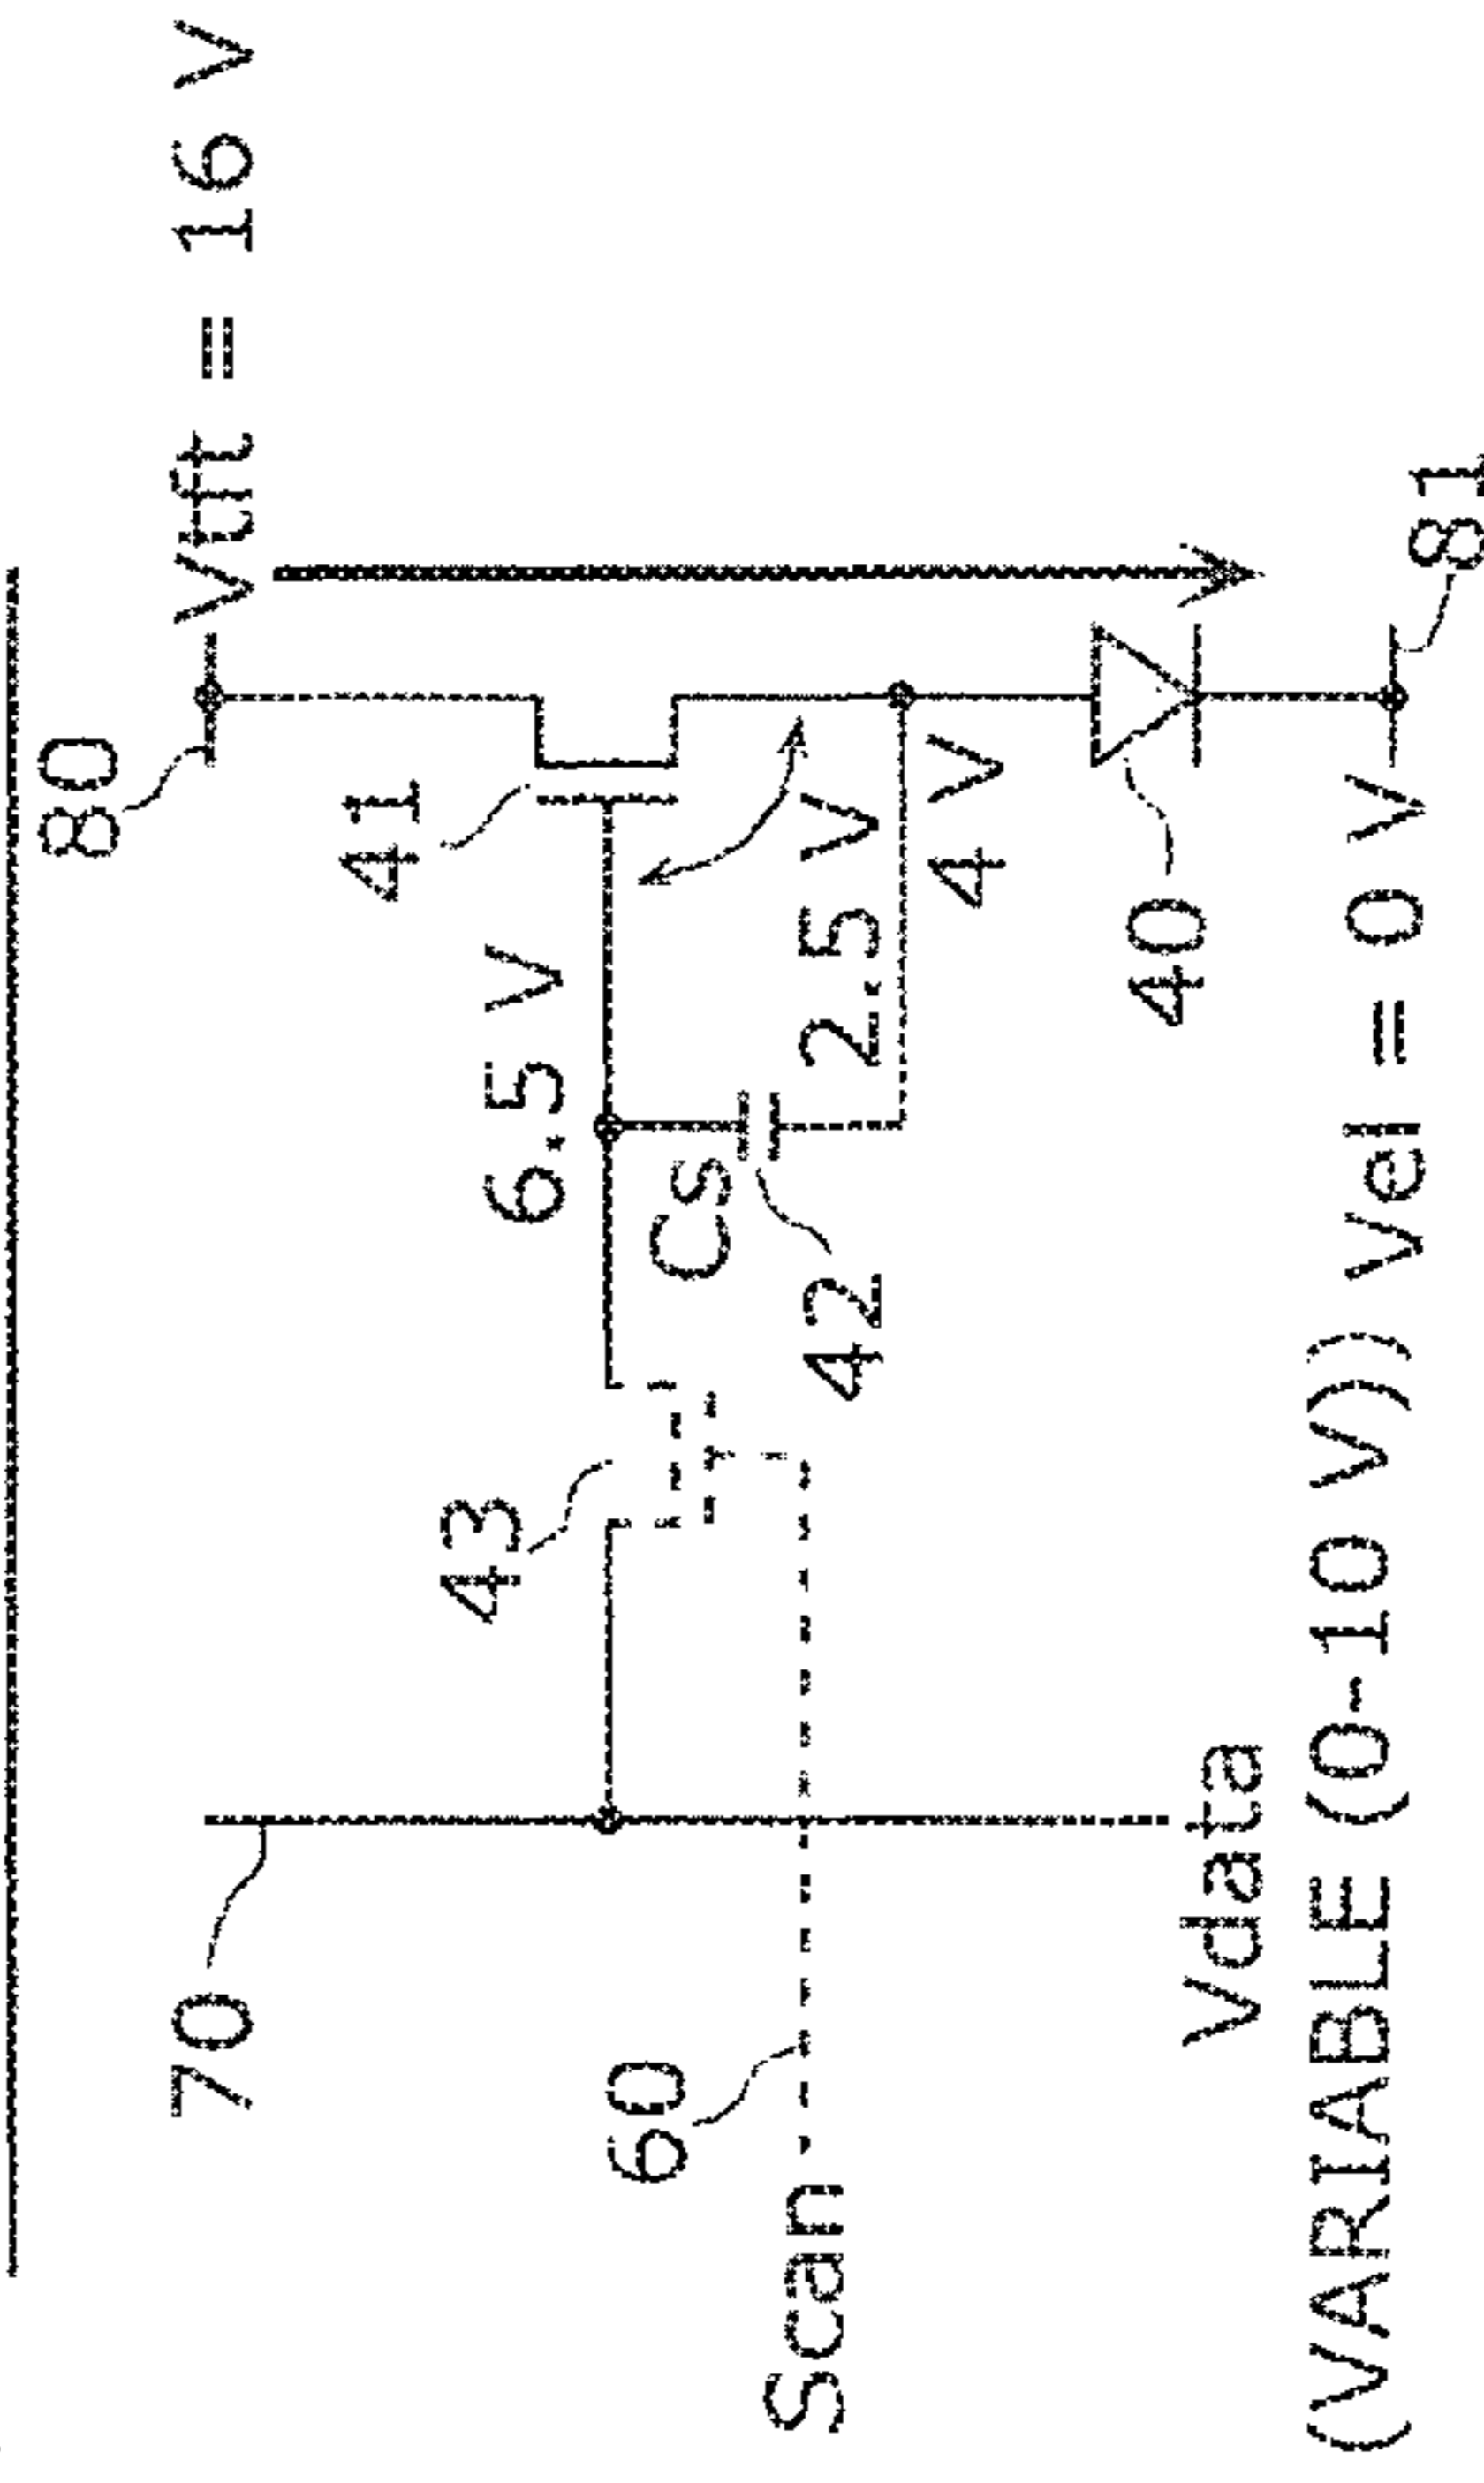 80
70
Vtft = 16 V
41
43
6.5 V
60
Cs
Scan
42
2.5 V
4 V
40
Vdata
(VARIABLE (0-10 V)) Vel = 0 V
81